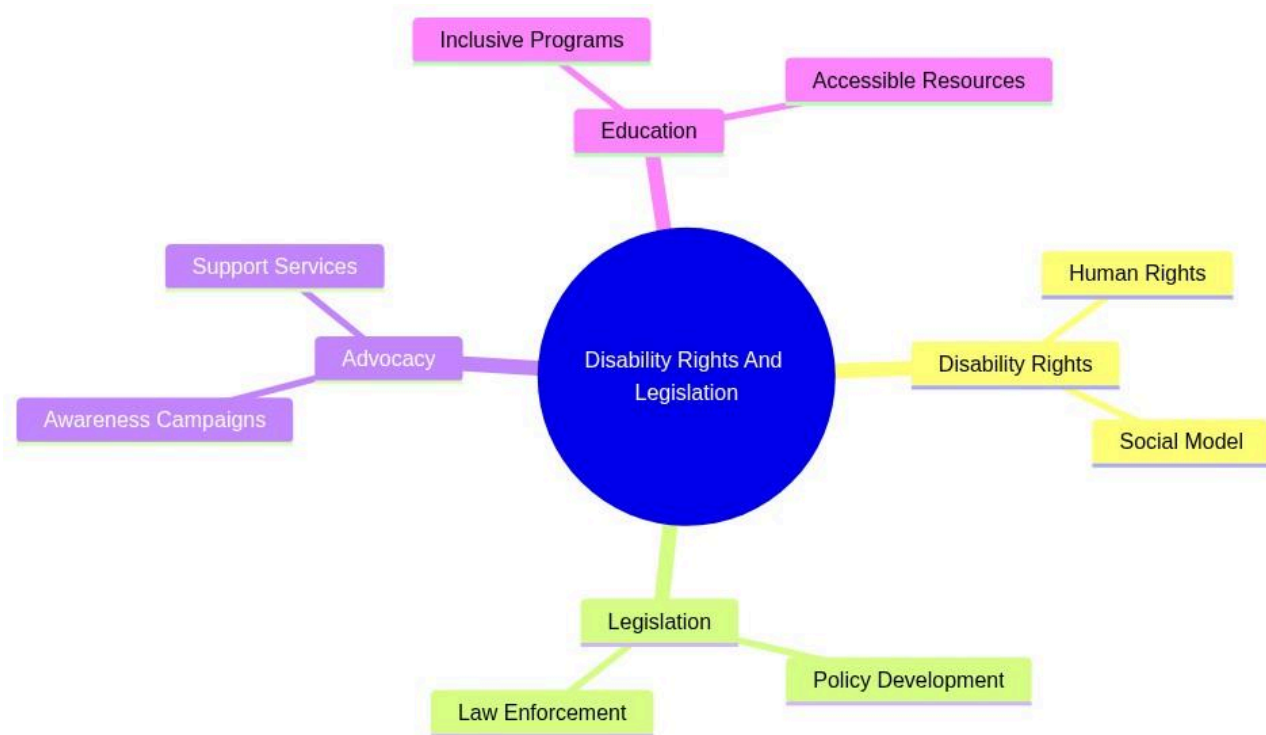 Inclusive Programs
Accessible Resources
Education
Support Services
Human Rights
Advocacy
Disability Rights And
Legislation
Disability Rights
Awareness Campaigns
Social Model
Legislation
Policy Development
Law Enforcement